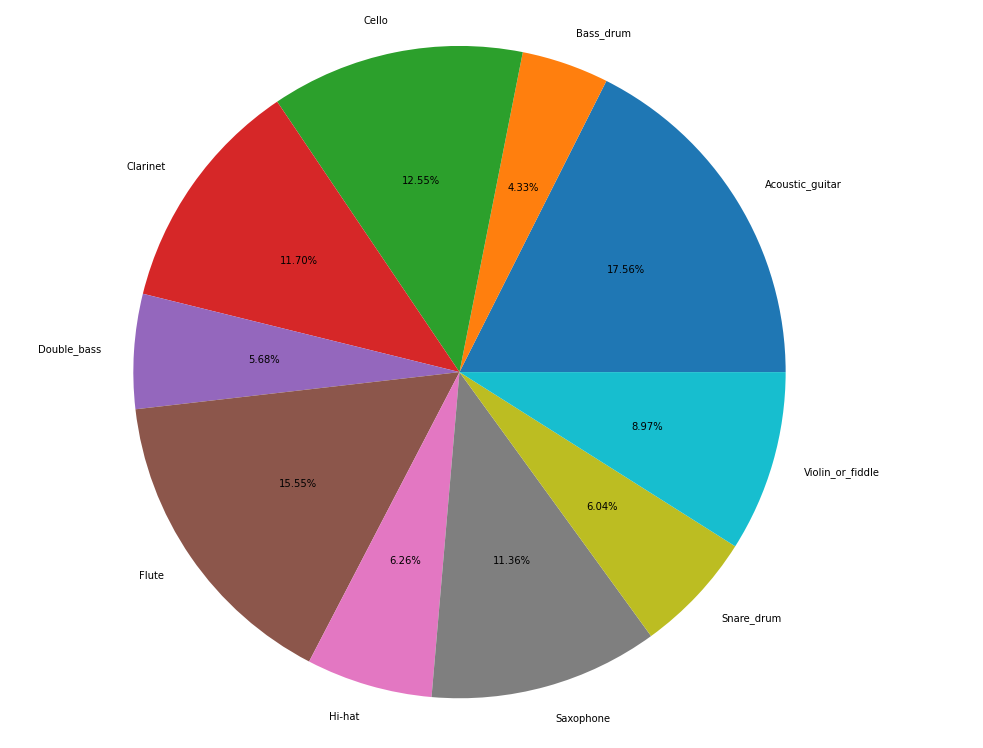 Cello
Bass_drum
Clarinet
12.55%
4.33%
Acoustic_guitar
11.70%
17.56%
Double_bass
5.68%
8.97%
Violin_or_fiddle
15.55%
6.04%
Flute
6.26%
11.36%
Snare_drum
Hi-hat
Saxophone